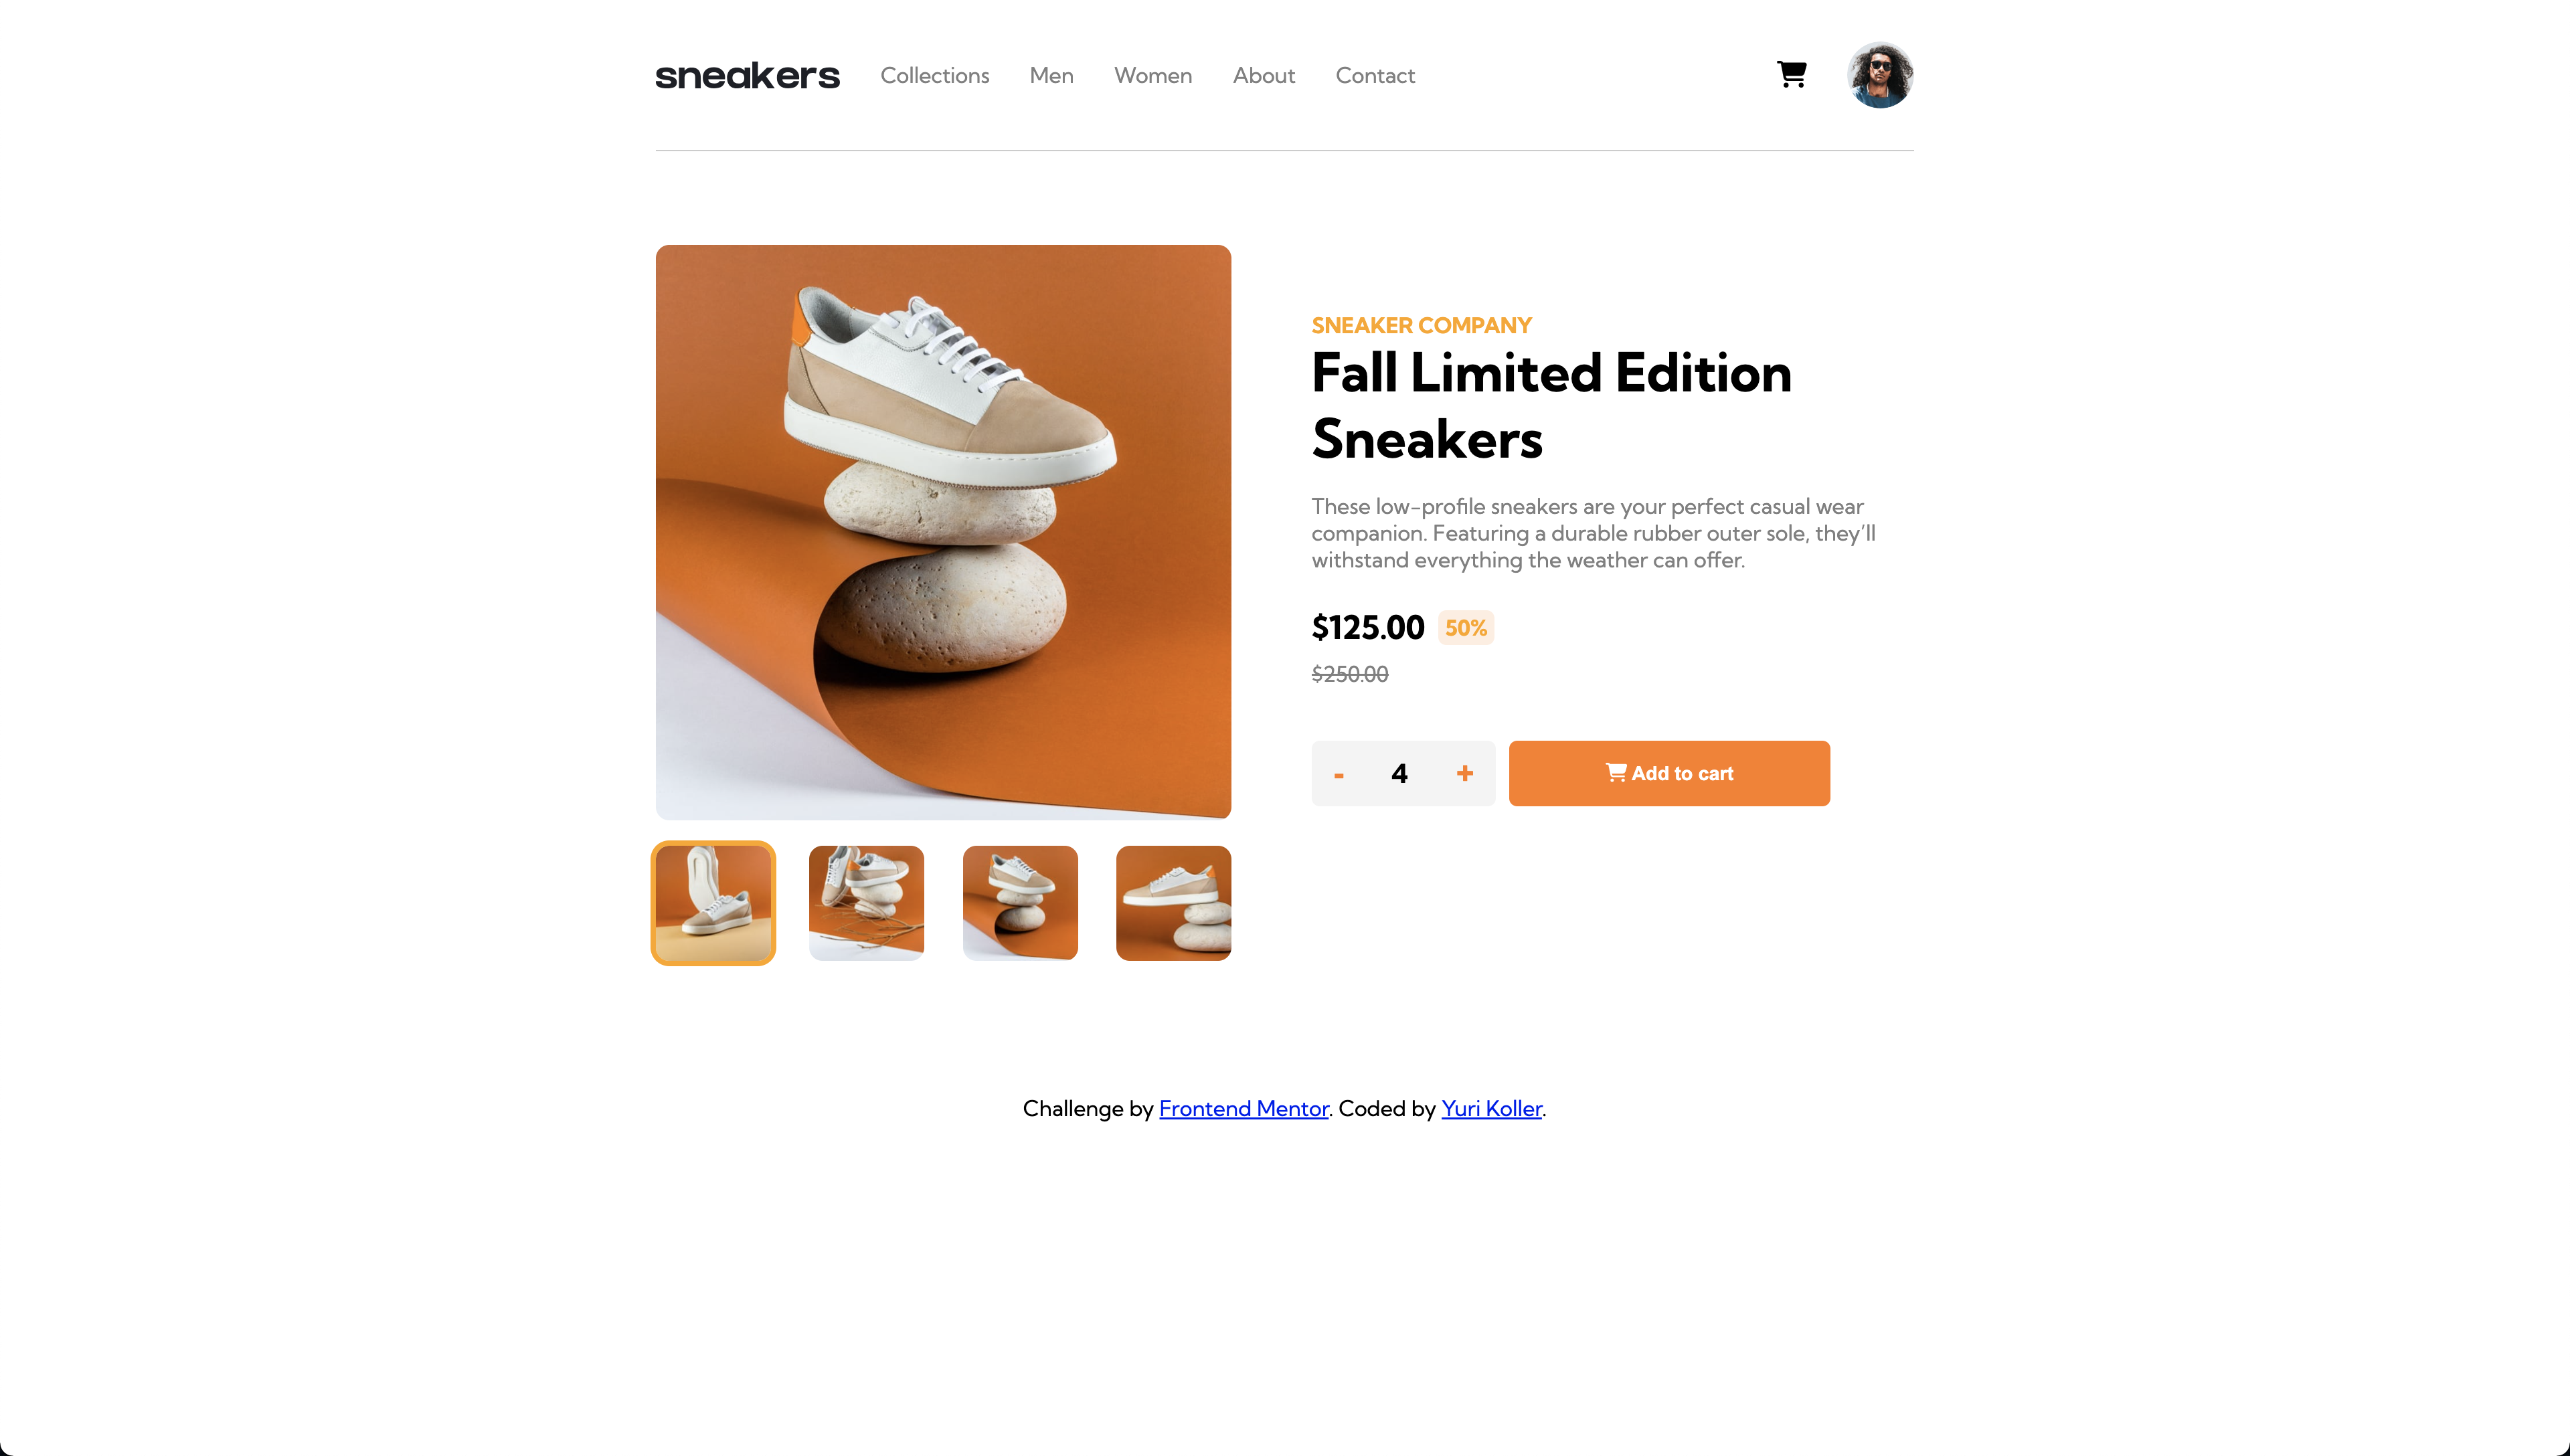 sneakers Collections Men Women About Contact
SNEAKER COMPANY
Fall Limited Edition
Sneakers
These low-profile sneakers are your perfect casual wear
companion. Featuring a durable rubber outer sole, they’ll
withstand everything the weather can offer.
$125.00 50%
$250.00
- 4 + Add to cart
Challenge by Frontend Mentor. Coded by Yuri Koller.